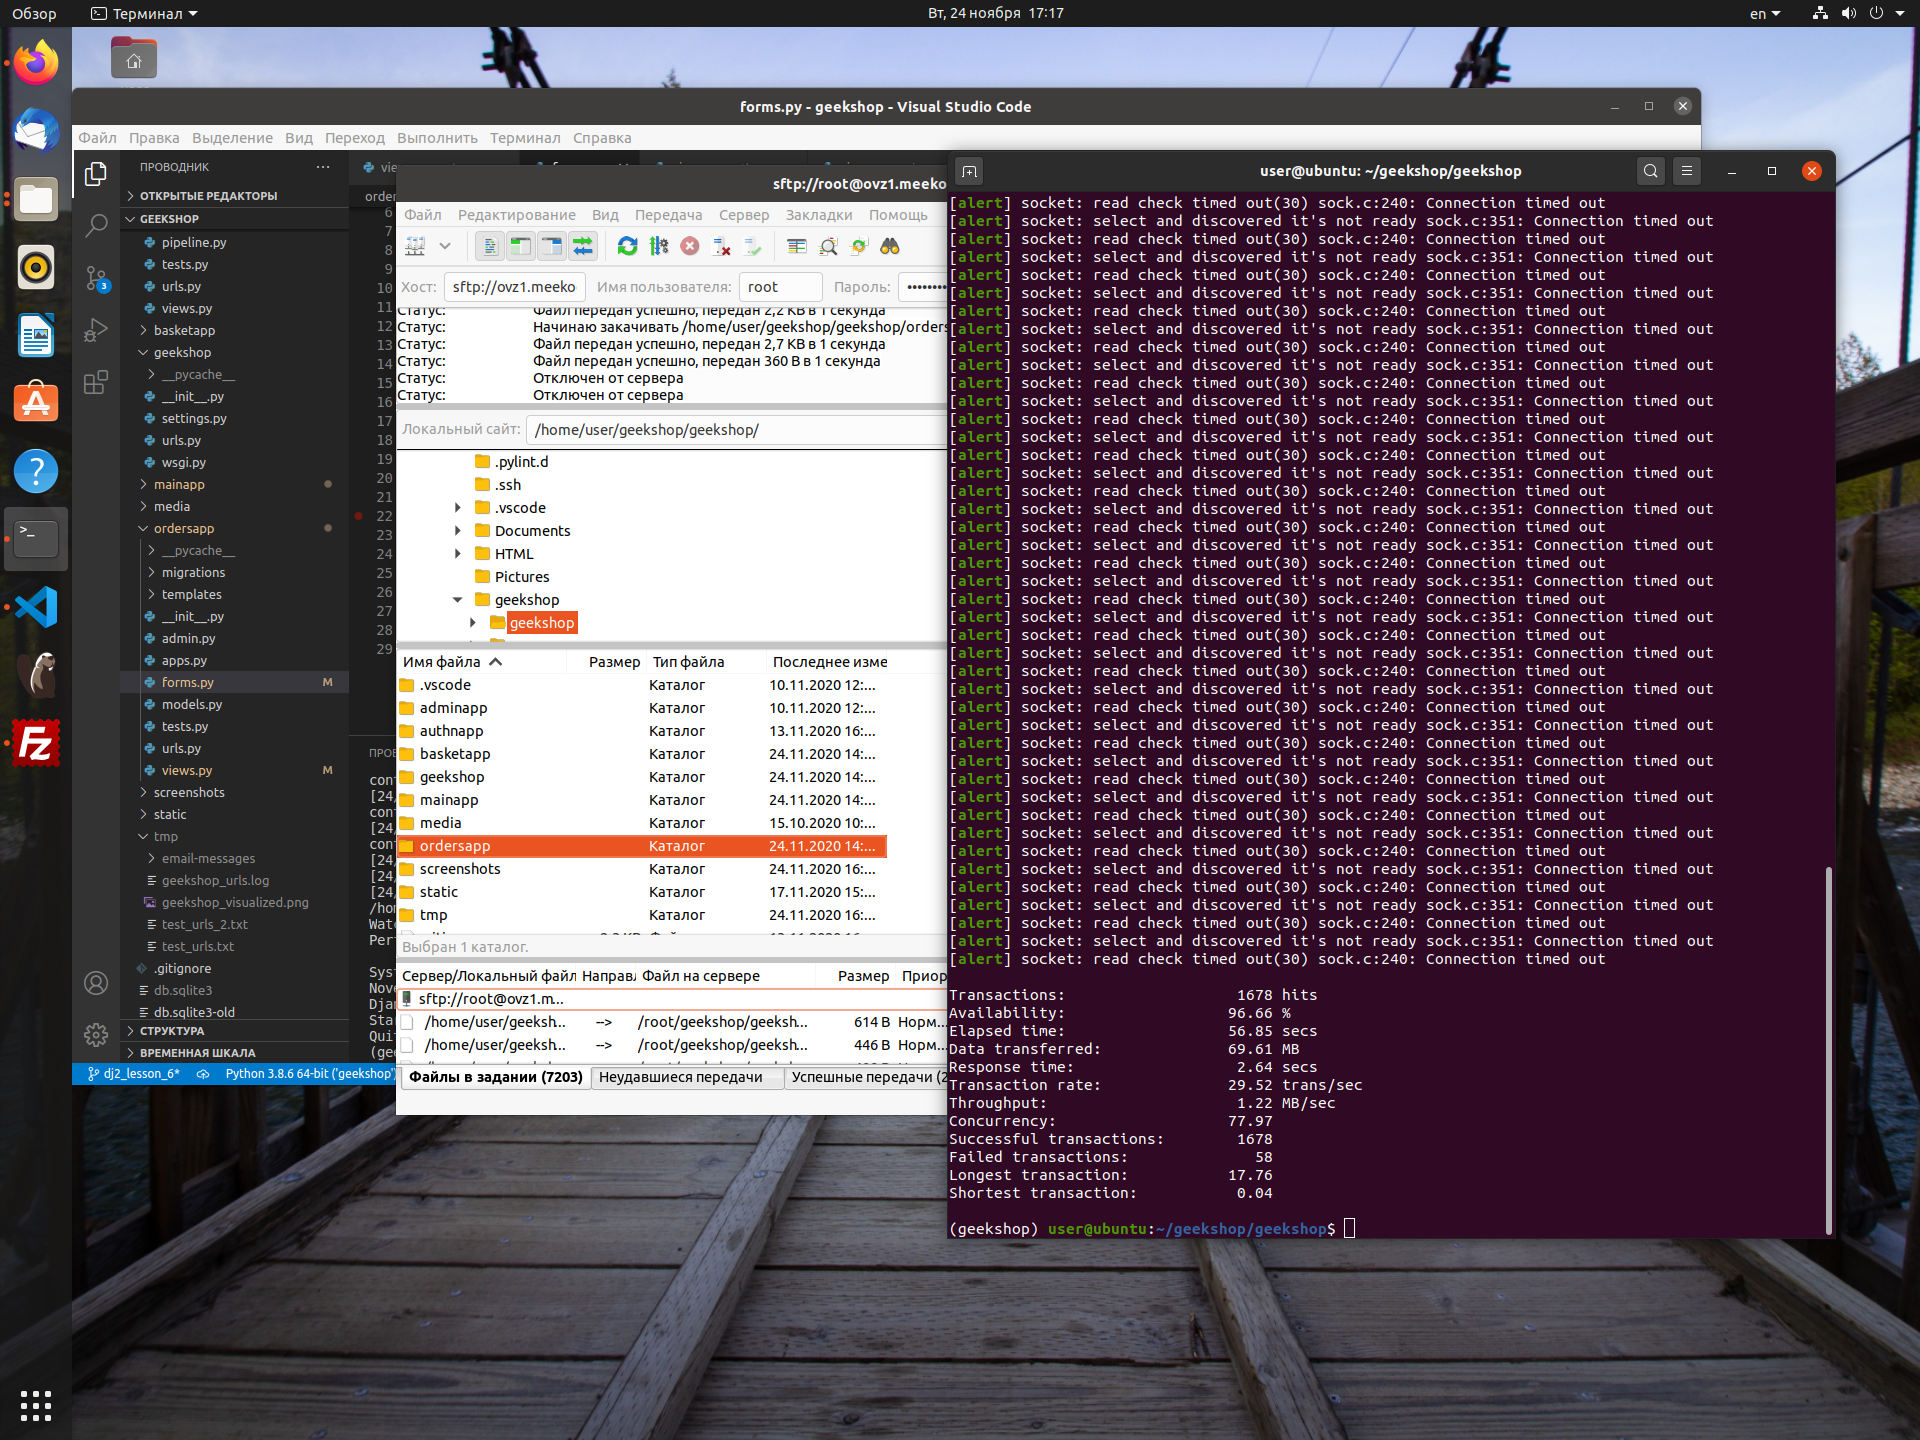 Обзор
Терминал
Вт, 24 ноября 17:17
en
forms.py - geekshop - Visual Studio Code
Файл Правка Выделение Вид Переход Выполнить Терминал Справка
ПРОВОДНИК
ОТКРЫТЫЕ РЕДАКТОРЫ
GEEKSHOP
pipeline.py
tests.py
urls.py
views.py
basketapp
geekshop
__pycache__
__init__.py
settings.py
urls.py
wsgi.py
mainapp
media
ordersapp
__pycache__
migrations
templates
__init__.py
admin.py
apps.py
forms.py M
models.py
tests.py
urls.py
views.py M
screenshots
static
tmp
email-messages
geekshop_urls.log
geekshop_visualized.png
test_urls_2.txt
test_urls.txt
.gitignore
db.sqlite3
db.sqlite3-old
СТРУКТУРА
ВРЕМЕННАЯ ШКАЛА
3
dj2_lesson_6*
Python 3.8.6 64-bit ('geekshop'
6
7
8
9
10
11
12
13
14
15
16
17
18
19
20
21
22
23
24
25
26
27
28
29
[24/
[24/
[24/
[24/
[24/
sftp://root@ovz1.meeko
Файл Редактирование Вид Передача Сервер Закладки Помощь
Хост: sftp://ovz1.meeko Имя пользователя: root Пароль: ••••••••
Статус: Файл передан успешно, передан 2,2 KB в 1 секунда
Статус: Начинаю закачивать /home/user/geekshop/geekshop/orders
Статус: Файл передан успешно, передан 2,7 KB в 1 секунда
Статус: Файл передан успешно, передан 360 B в 1 секунда
Статус: Отключен от сервера
Статус: Отключен от сервера
Локальный сайт: /home/user/geekshop/geekshop/
.pylint.d
.ssh
.vscode
Documents
HTML
Pictures
geekshop
geekshop
Имя файла Размер Тип файла Последнее изме
.vscode Каталог 10.11.2020 12:...
adminapp Каталог 10.11.2020 12:...
authnapp Каталог 13.11.2020 16:...
basketapp Каталог 24.11.2020 14:...
geekshop Каталог 24.11.2020 14:...
mainapp Каталог 24.11.2020 14:...
media Каталог 15.10.2020 10:...
ordersapp Каталог 24.11.2020 14:...
screenshots Каталог 24.11.2020 16:...
static Каталог 17.11.2020 15:...
tmp Каталог 24.11.2020 16:...
Выбран 1 каталог.
Сервер/Локальный файл Направ Файл на сервере Размер Приор
sftp://root@ovz1.m...
/home/user/geeksh... --> /root/geekshop/geeksh... 614 B Норм...
/home/user/geeksh... --> /root/geekshop/geeksh... 446 B Норм...
Файлы в задании (7203) Неудавшиеся передачи Успешные передачи (2
user@ubuntu: ~/geekshop/geekshop
[alert] socket: read check timed out(30) sock.c:240: Connection timed out
[alert] socket: select and discovered it's not ready sock.c:351: Connection timed out
[alert] socket: read check timed out(30) sock.c:240: Connection timed out
[alert] socket: select and discovered it's not ready sock.c:351: Connection timed out
[alert] socket: read check timed out(30) sock.c:240: Connection timed out
[alert] socket: select and discovered it's not ready sock.c:351: Connection timed out
[alert] socket: read check timed out(30) sock.c:240: Connection timed out
[alert] socket: select and discovered it's not ready sock.c:351: Connection timed out
[alert] socket: read check timed out(30) sock.c:240: Connection timed out
[alert] socket: select and discovered it's not ready sock.c:351: Connection timed out
[alert] socket: read check timed out(30) sock.c:240: Connection timed out
[alert] socket: select and discovered it's not ready sock.c:351: Connection timed out
[alert] socket: read check timed out(30) sock.c:240: Connection timed out
[alert] socket: select and discovered it's not ready sock.c:351: Connection timed out
[alert] socket: read check timed out(30) sock.c:240: Connection timed out
[alert] socket: select and discovered it's not ready sock.c:351: Connection timed out
[alert] socket: read check timed out(30) sock.c:240: Connection timed out
[alert] socket: select and discovered it's not ready sock.c:351: Connection timed out
[alert] socket: read check timed out(30) sock.c:240: Connection timed out
[alert] socket: select and discovered it's not ready sock.c:351: Connection timed out
[alert] socket: read check timed out(30) sock.c:240: Connection timed out
[alert] socket: select and discovered it's not ready sock.c:351: Connection timed out
[alert] socket: read check timed out(30) sock.c:240: Connection timed out
[alert] socket: select and discovered it's not ready sock.c:351: Connection timed out
[alert] socket: read check timed out(30) sock.c:240: Connection timed out
[alert] socket: select and discovered it's not ready sock.c:351: Connection timed out
[alert] socket: read check timed out(30) sock.c:240: Connection timed out
[alert] socket: select and discovered it's not ready sock.c:351: Connection timed out
[alert] socket: read check timed out(30) sock.c:240: Connection timed out
[alert] socket: select and discovered it's not ready sock.c:351: Connection timed out
[alert] socket: read check timed out(30) sock.c:240: Connection timed out
[alert] socket: select and discovered it's not ready sock.c:351: Connection timed out
[alert] socket: read check timed out(30) sock.c:240: Connection timed out
[alert] socket: select and discovered it's not ready sock.c:351: Connection timed out
[alert] socket: read check timed out(30) sock.c:240: Connection timed out
[alert] socket: select and discovered it's not ready sock.c:351: Connection timed out
[alert] socket: read check timed out(30) sock.c:240: Connection timed out
[alert] socket: select and discovered it's not ready sock.c:351: Connection timed out
[alert] socket: read check timed out(30) sock.c:240: Connection timed out
[alert] socket: select and discovered it's not ready sock.c:351: Connection timed out
[alert] socket: read check timed out(30) sock.c:240: Connection timed out
[alert] socket: select and discovered it's not ready sock.c:351: Connection timed out
[alert] socket: read check timed out(30) sock.c:240: Connection timed out
Transactions: 1678 hits
Availability: 96.66 %
Elapsed time: 56.85 secs
Data transferred: 69.61 MB
Response time: 2.64 secs
Transaction rate: 29.52 trans/sec
Throughput: 1.22 MB/sec
Concurrency: 77.97
Successful transactions: 1678
Failed transactions: 58
Longest transaction: 17.76
Shortest transaction: 0.04
(geekshop) user@ubuntu:~/geekshop/geekshop$